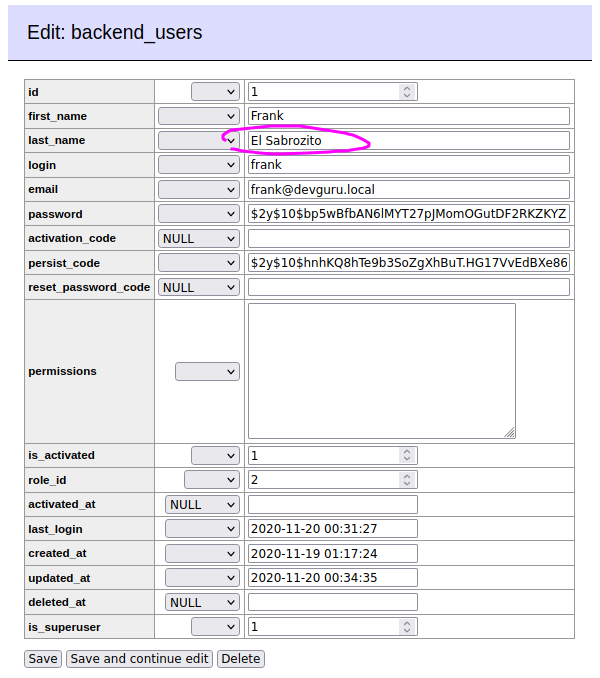 Edit: backend_users
id 1
first_name Frank
last_name El Sabrozito
login frank
email frank@devguru.local
password $2y$10$bp5wBfbAN6lMYT27pJMomOGutDF2RKZKYZ
activation_code NULL
persist_code $2y$10$hnhKQ8hTe9b3SoZgXhBuT.HG17VvEdBXe86
reset_password_code NULL
permissions
is_activated 1
role_id 2
activated_at NULL
last_login 2020-11-20 00:31:27
created_at 2020-11-19 01:17:24
updated_at 2020-11-20 00:34:35
deleted_at NULL
is_superuser 1
Save Save and continue edit Delete